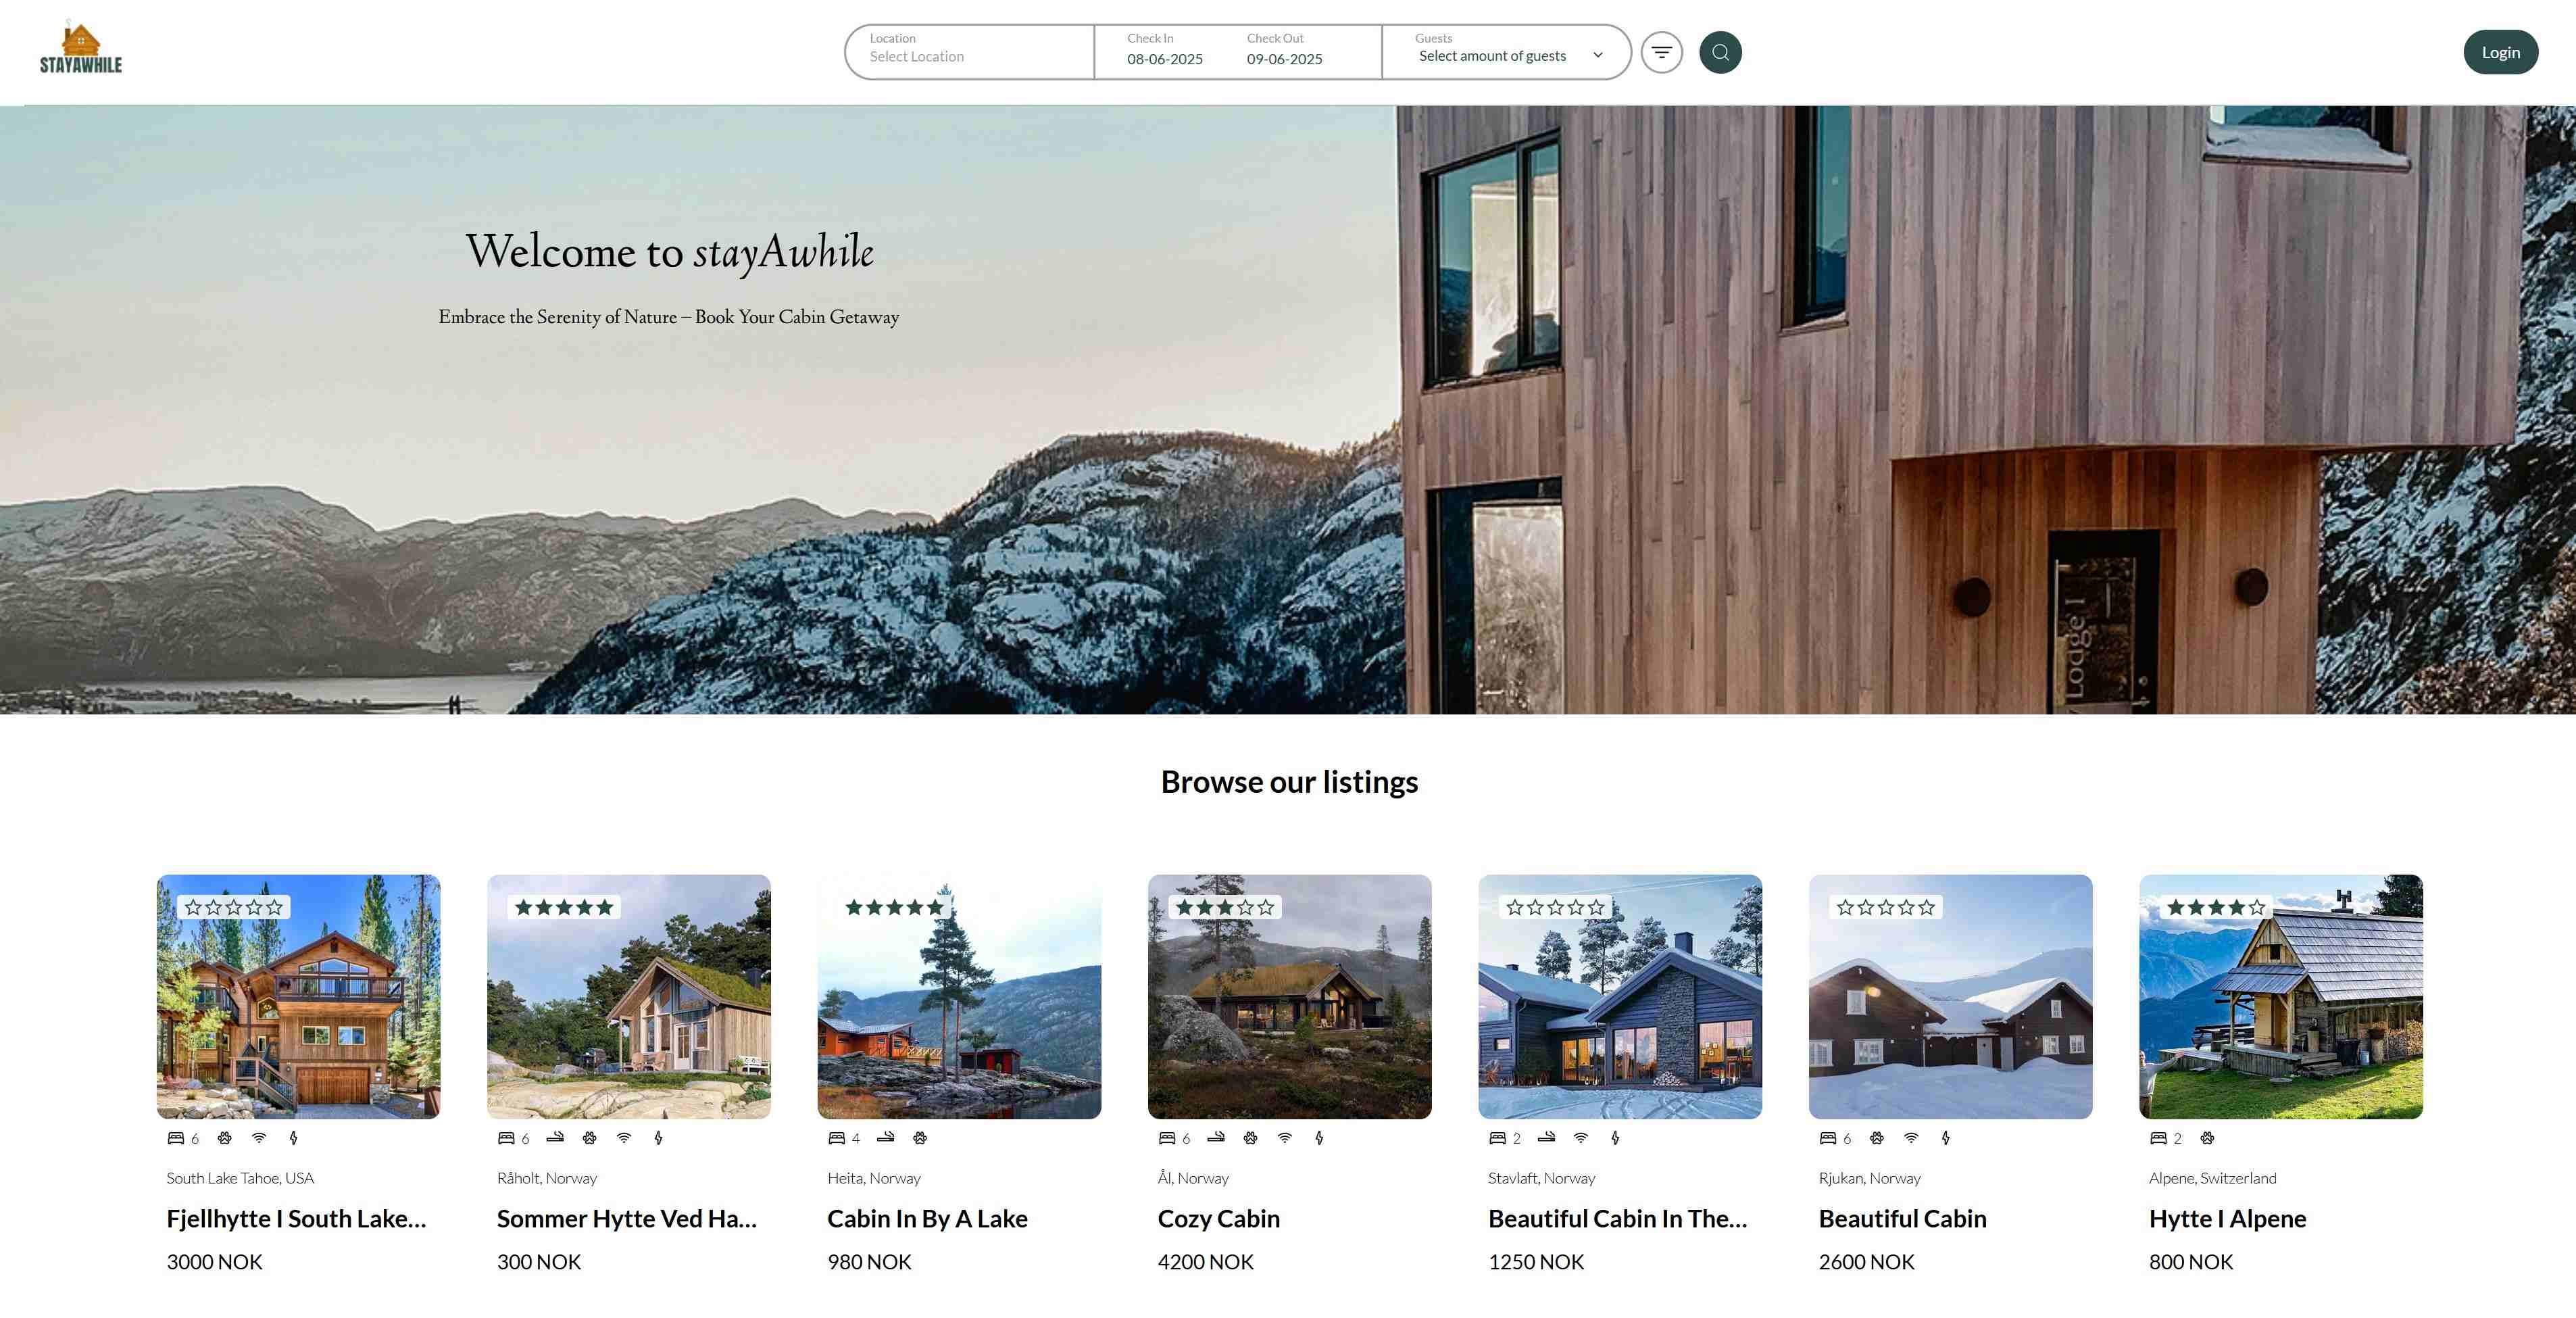 STAYAWHILE
Location
Select Location
Check In
08-06-2025
Check Out
09-06-2025
Guests
Select amount of guests
Login
Welcome to stayAwhile
Embrace the Serenity of Nature – Book Your Cabin Getaway
Lodge I
Browse our listings
6
South Lake Tahoe, USA
Fjellhytte I South Lake...
3000 NOK
6
Råholt, Norway
Sommer Hytte Ved Ha...
300 NOK
4
Heita, Norway
Cabin In By A Lake
980 NOK
6
Ål, Norway
Cozy Cabin
4200 NOK
2
Stavlaft, Norway
Beautiful Cabin In The...
1250 NOK
6
Rjukan, Norway
Beautiful Cabin
2600 NOK
2
Alpene, Switzerland
Hytte I Alpene
800 NOK